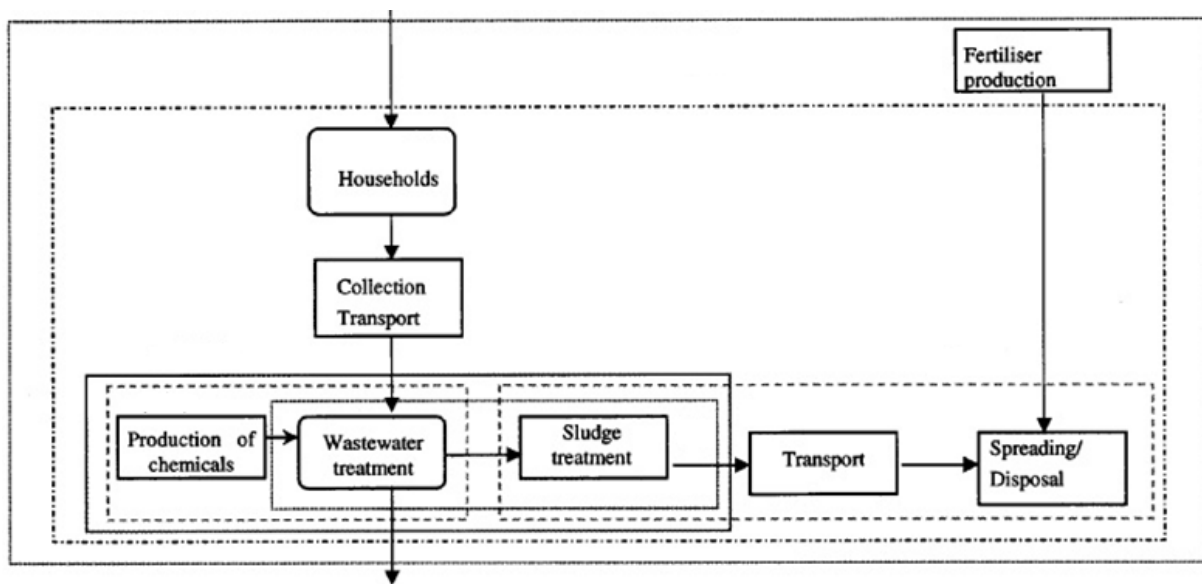 Fertiliser
production
Households
Collection
Transport
Production of
chemicals
Wastewater
treatment
Sludge
treatment
Transport
Spreading/
Disposal